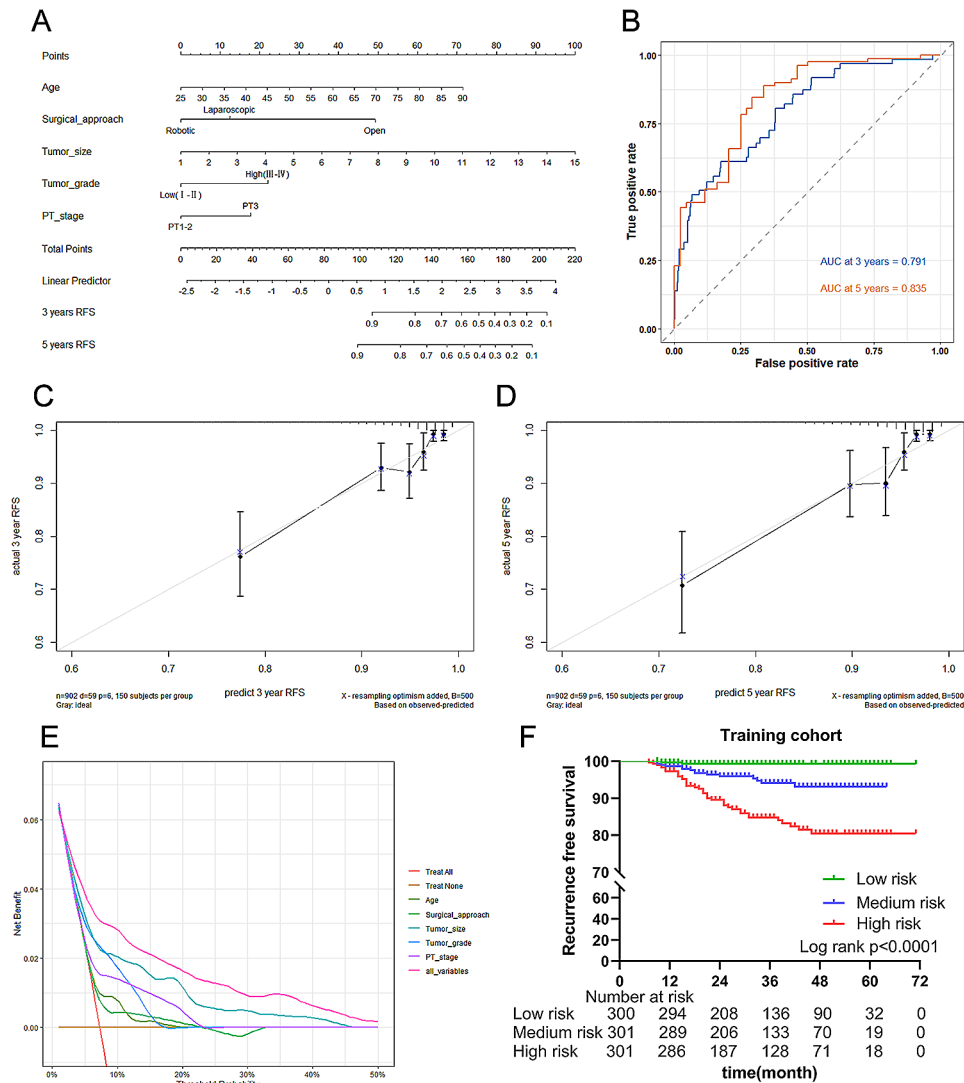 A
Points
0 10 20 30 40 50 60 70 80 90 100
Age
25 30 35 40 45 50 55 60 65 70 75 80 85 90
Laparoscopic
Surgical_approach
Robotic Open
Tumor_size
1 2 3 4 5 6 7 8 9 10 11 12 13 14 15
High(III-IV)
Tumor_grade
Low(Ⅰ-Ⅱ)
PT3
PT_stage
PT1-2
Total Points
0 20 40 60 80 100 120 140 160 180 200 220
Linear Predictor
-2.5 -2 -1.5 -1 -0.5 0 0.5 1 1.5 2 2.5 3 3.5 4
3 years RFS
0.9 0.8 0.7 0.6 0.5 0.4 0.3 0.2 0.1
5 years RFS
0.9 0.8 0.7 0.6 0.5 0.4 0.3 0.2 0.1
B
True positive rate
1.00
0.75
0.50
0.25
0.00
AUC at 3 years = 0.791
AUC at 5 years = 0.835
0.00 0.25 0.50 0.75 1.00
False positive rate
C
actual 3 year RFS
1.0
0.9
0.8
0.7
0.6
0.6 0.7 0.8 0.9 1.0
predict 3 year RFS
n=902 d=59 p=6, 150 subjects per group
Gray: ideal
X - resampling optimism added, B=500
Based on observed-predicted
D
actual 5 year RFS
1.0
0.9
0.8
0.7
0.6
0.6 0.7 0.8 0.9 1.0
predict 5 year RFS
n=902 d=59 p=6, 150 subjects per group
Gray: ideal
X - resampling optimism added, B=500
Based on observed-predicted
E
Net Benefit
0.06
0.04
0.02
0.00
0% 10% 20% 30% 40% 50%
Threshold Probability
Treat All
Treat None
Age
Surgical_approach
Tumor_size
Tumor_grade
PT_stage
all_variables
F
Training cohort
Recurrence free survival
100
90
80
70
60
40
20
0
Low risk
Medium risk
High risk
Log rank p<0.0001
0 12 24 36 48 60 72
Number at risk
Low risk 300 294 208 136 90 32 0
Medium risk 301 289 206 133 70 19 0
High risk 301 286 187 128 71 18 0
time(month)